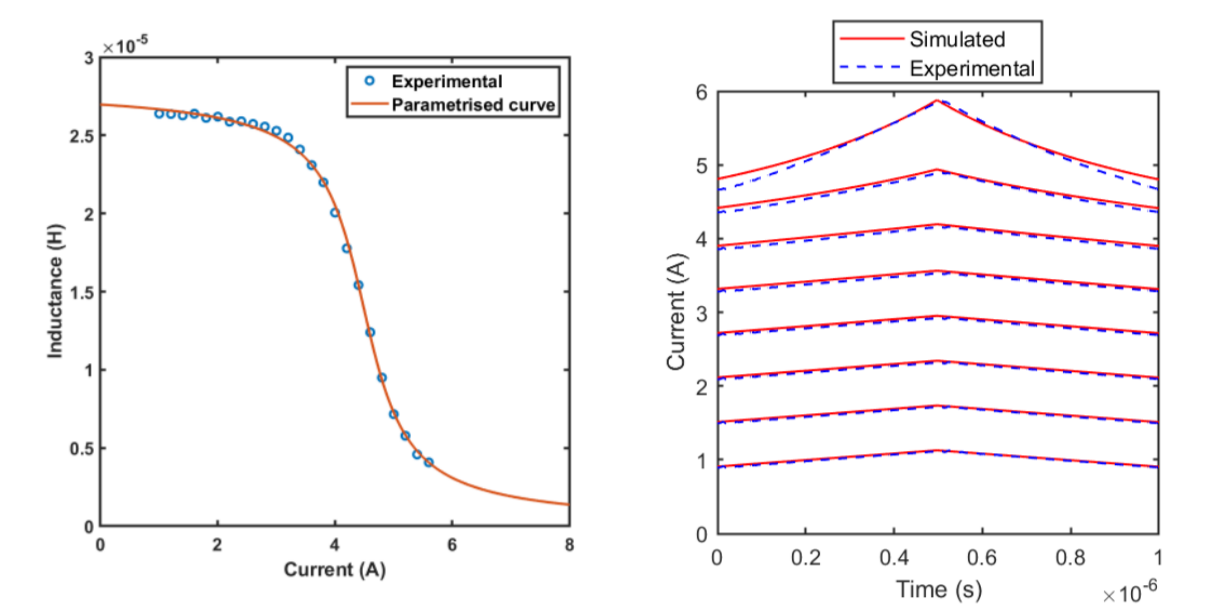 ×10⁻⁵
3
2.5
2
1.5
1
0.5
0
Inductance (H)
Experimental
Parametrised curve
0 2 4 6 8
Current (A)
Simulated
Experimental
6
5
4
3
2
1
0
Current (A)
0 0.2 0.4 0.6 0.8 1
Time (s)
×10⁻⁶